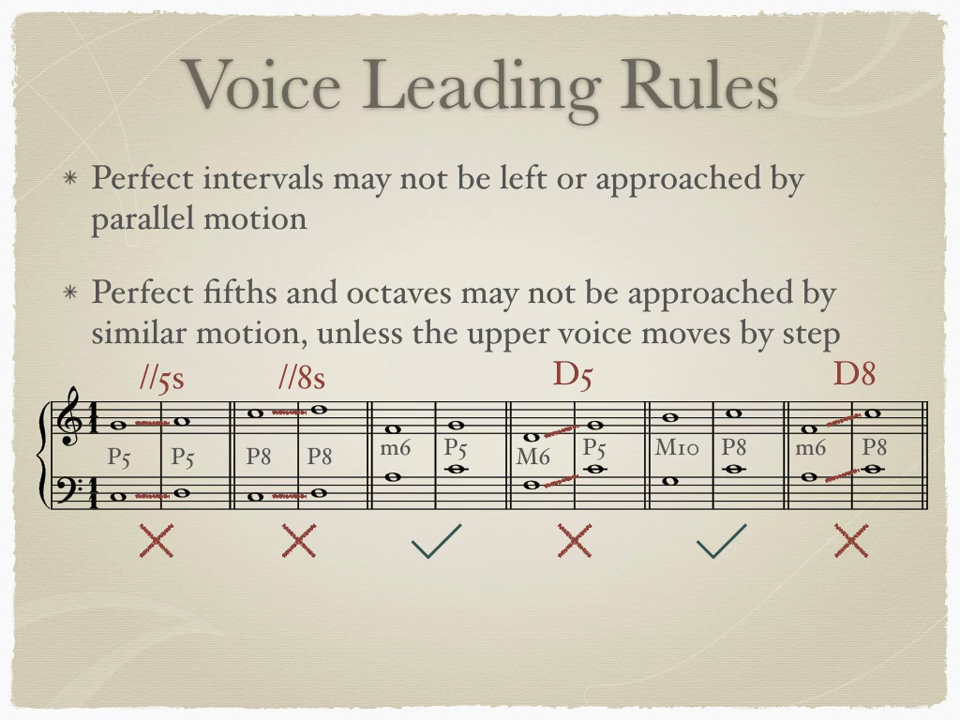 Voice Leading Rules
Perfect intervals may not be left or approached by
parallel motion
Perfect fifths and octaves may not be approached by
similar motion, unless the upper voice moves by step
//5s //8s D5 D8
P5 P5 P8 P8 m6 P5 M6 P5 M10 P8 m6 P8